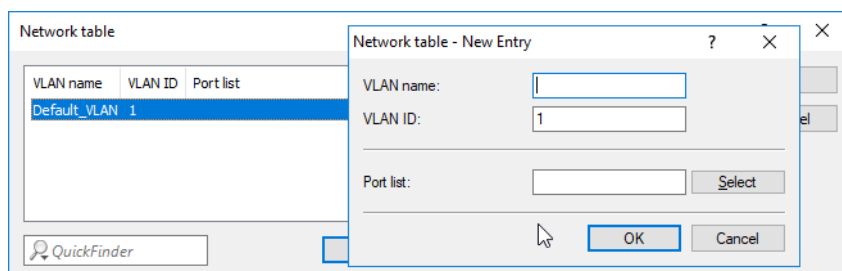 Network table
VLAN name VLAN ID Port list
Default_VLAN 1
QuickFinder
Network table - New Entry ?
VLAN name:
VLAN ID: 1
Port list: Select
OK Cancel